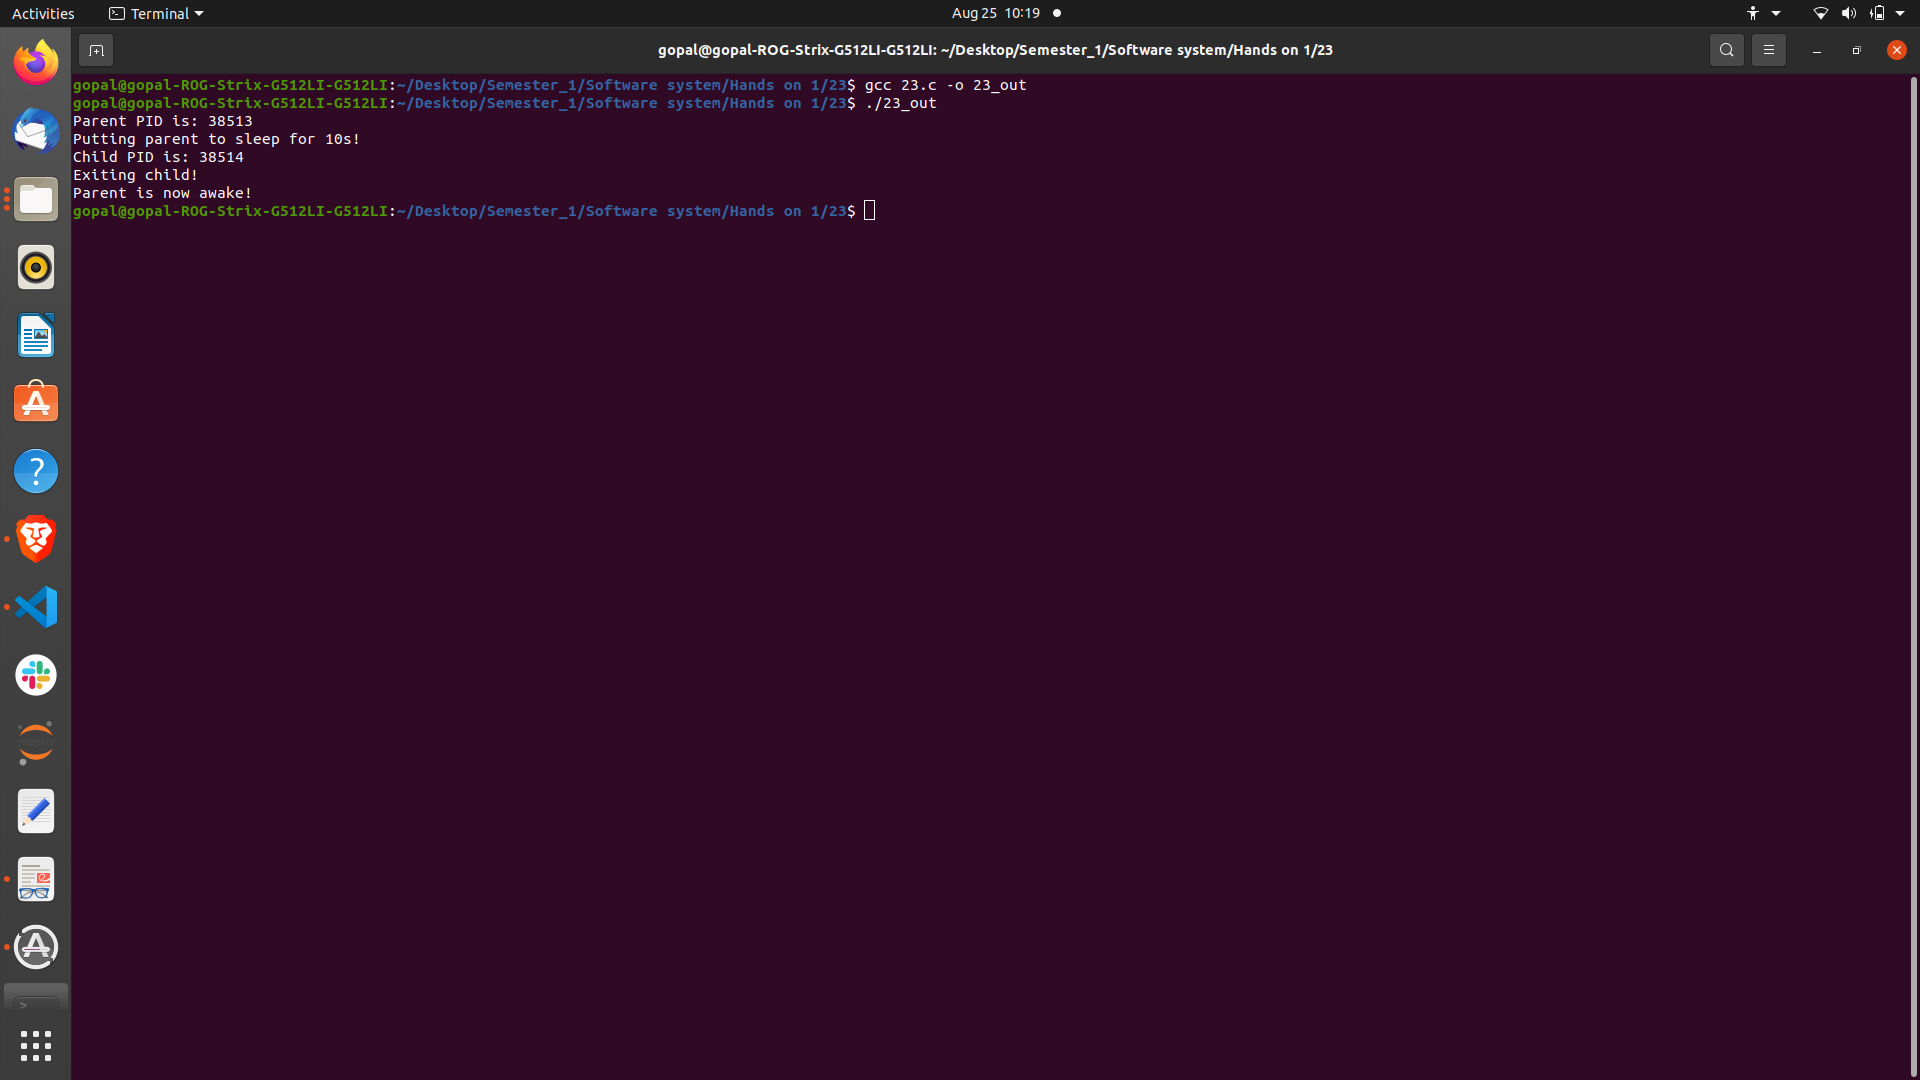 Activities Terminal Aug 25 10:19
gopal@gopal-ROG-Strix-G512LI-G512LI: ~/Desktop/Semester_1/Software system/Hands on 1/23
gopal@gopal-ROG-Strix-G512LI-G512LI:~/Desktop/Semester_1/Software system/Hands on 1/23$ gcc 23.c -o 23_out
gopal@gopal-ROG-Strix-G512LI-G512LI:~/Desktop/Semester_1/Software system/Hands on 1/23$ ./23_out
Parent PID is: 38513
Putting parent to sleep for 10s!
Child PID is: 38514
Exiting child!
Parent is now awake!
gopal@gopal-ROG-Strix-G512LI-G512LI:~/Desktop/Semester_1/Software system/Hands on 1/23$